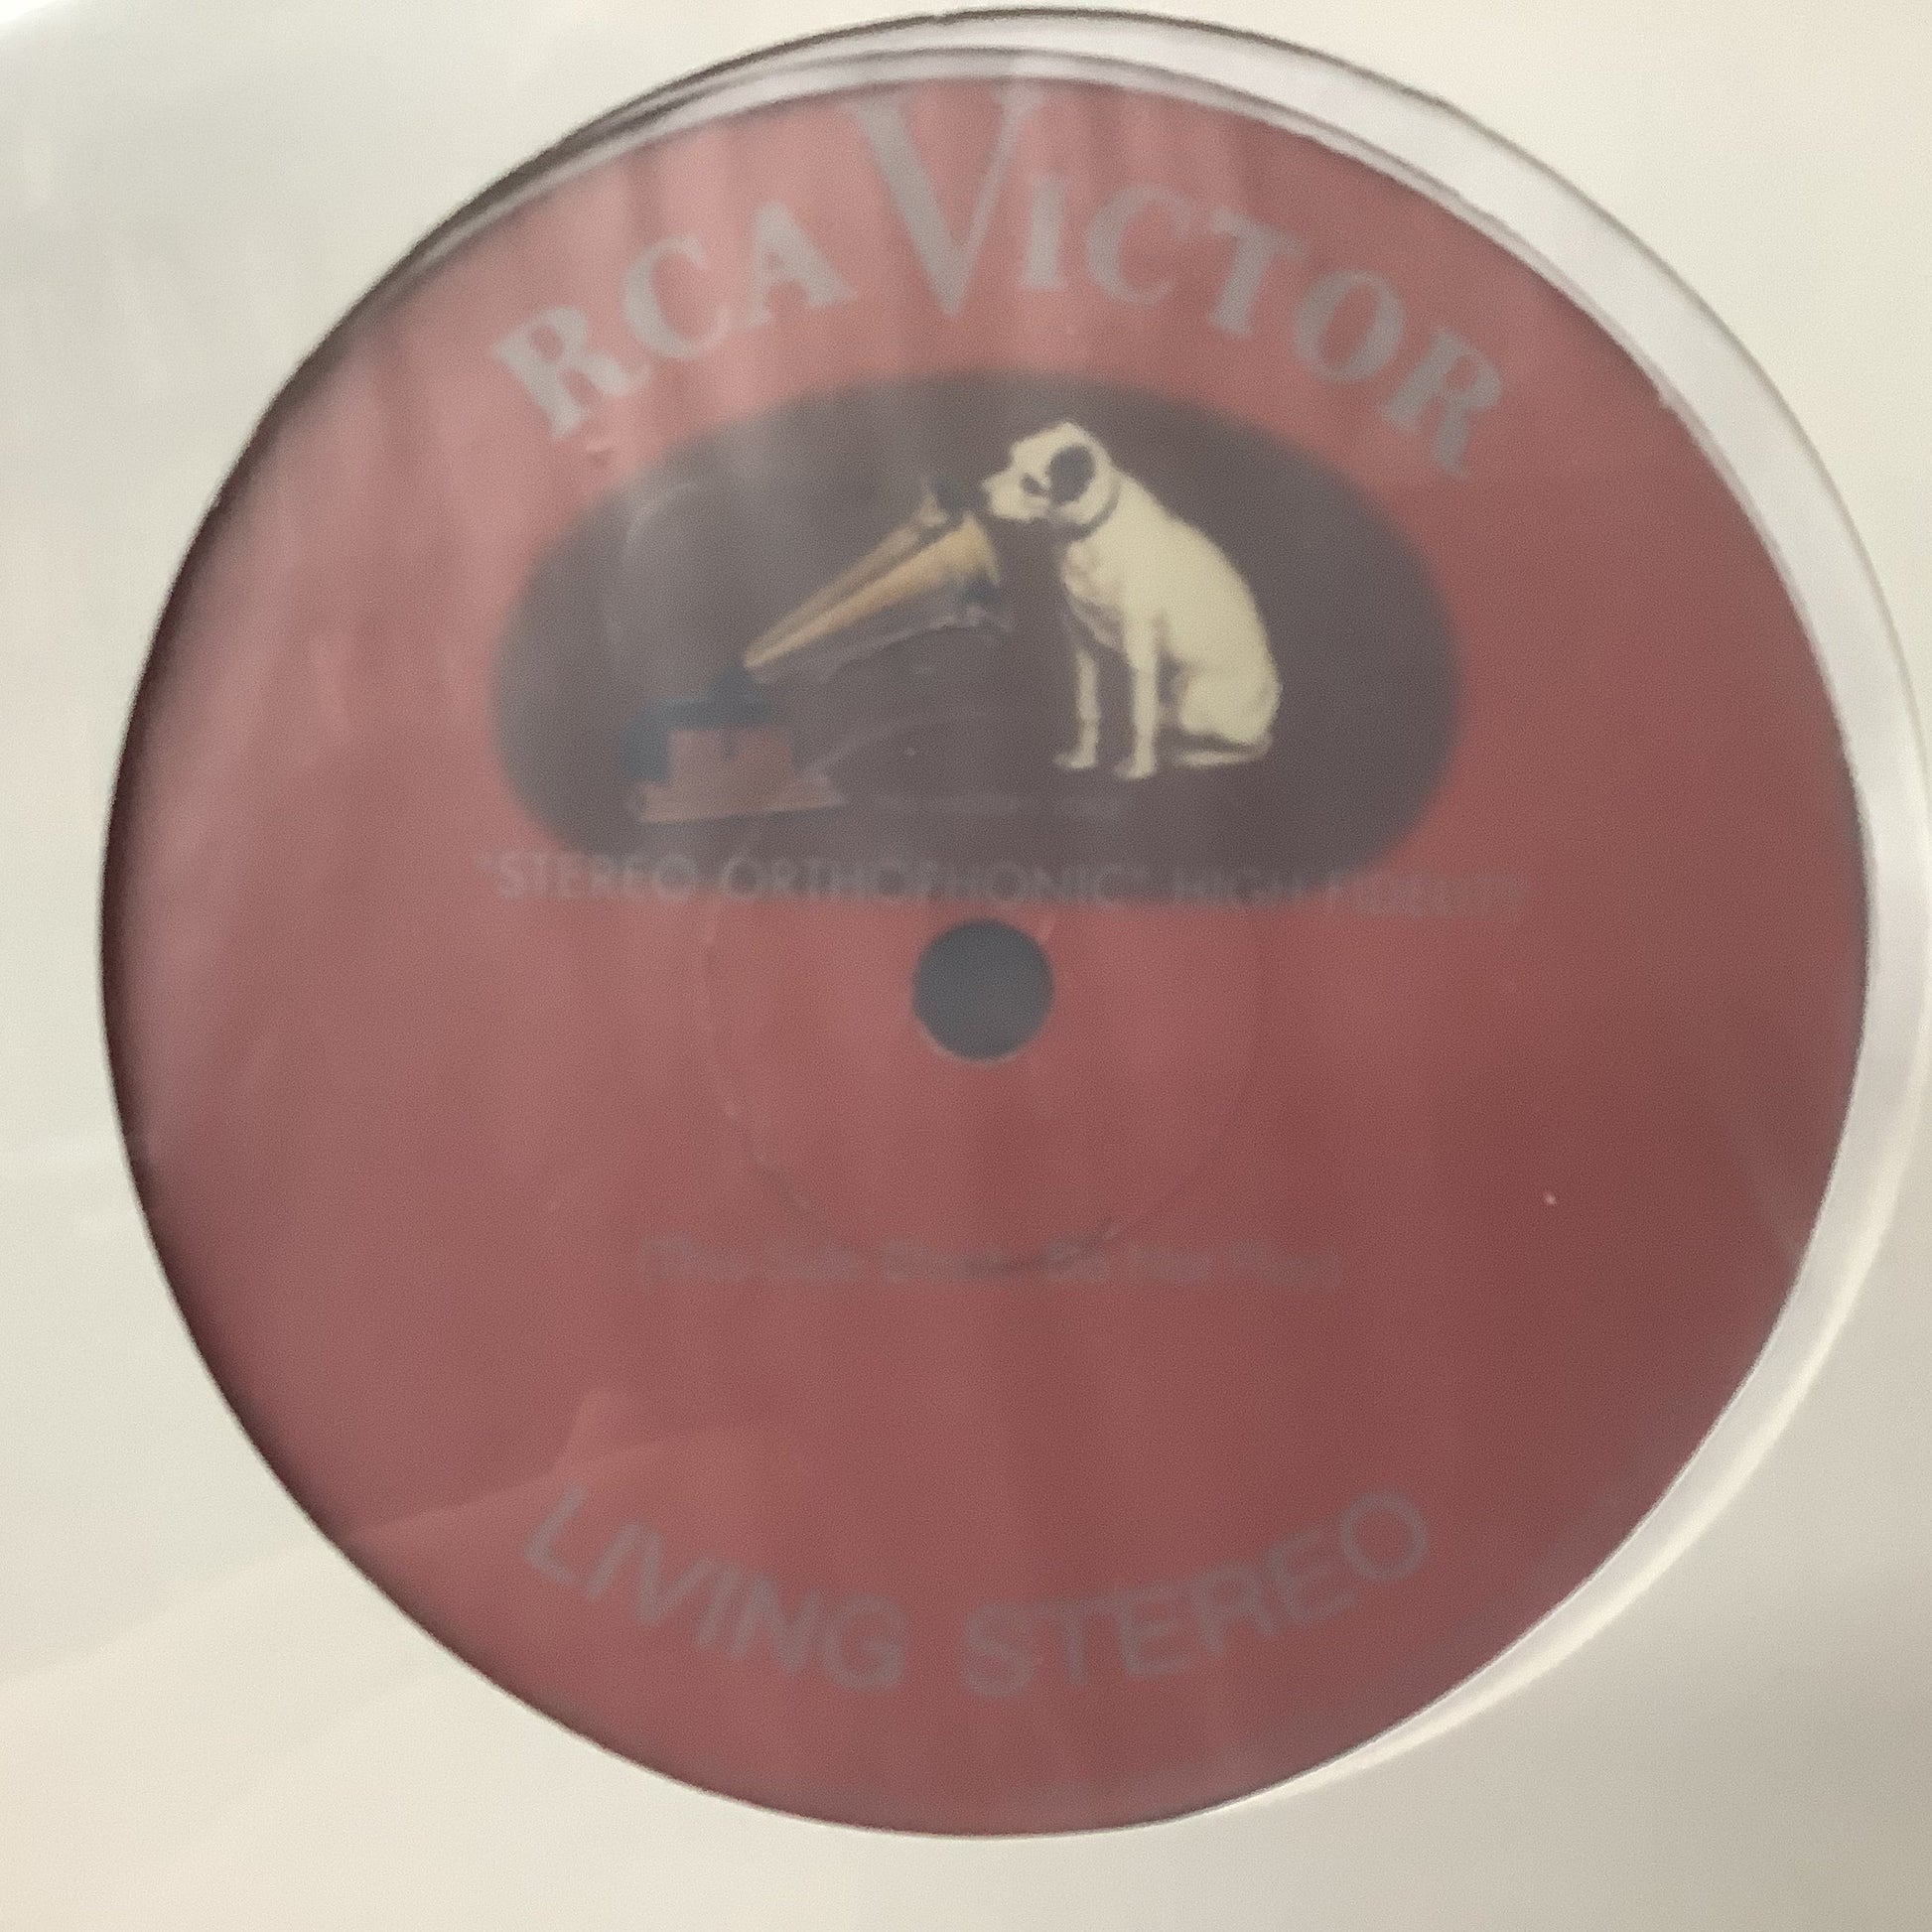 RCA VICTOR
"STEREO ORTHOPHONIC" HIGH FIDELITY
LIVING STEREO